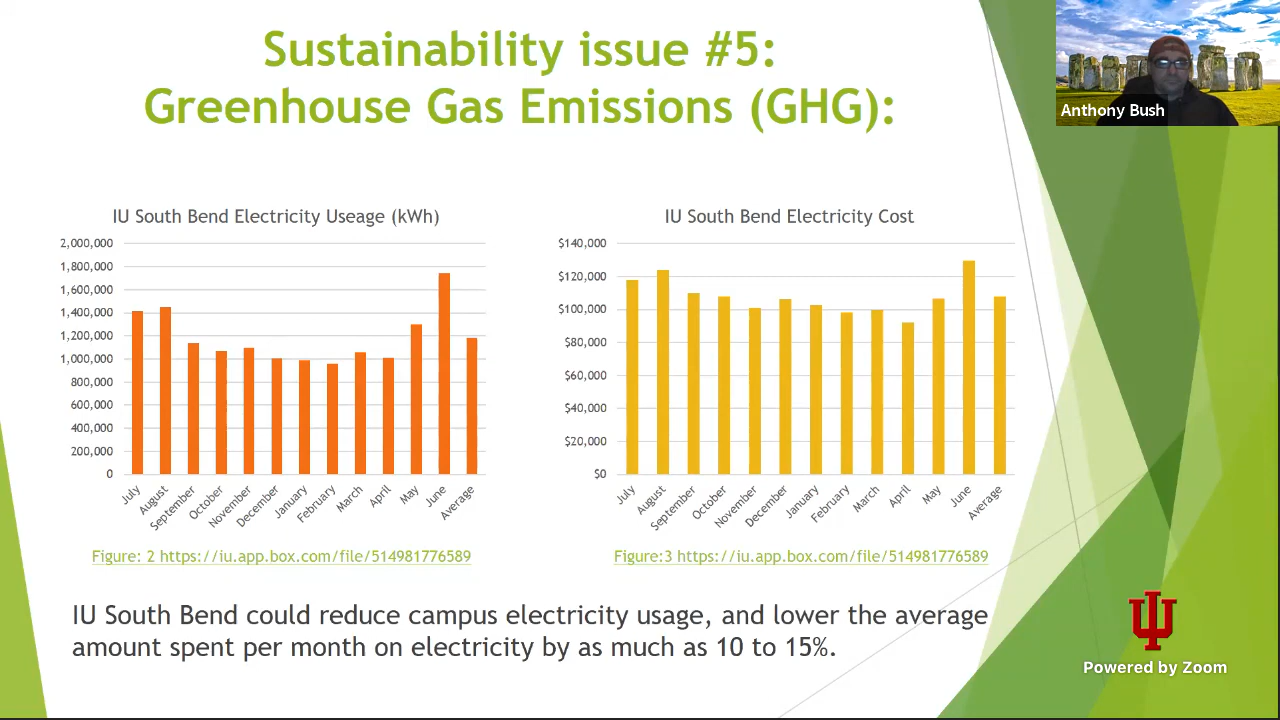 Sustainability issue #5:
Greenhouse Gas Emissions (GHG):
Anthony Bush
IU South Bend Electricity Useage (kWh)
2,000,000
1,800,000
1,600,000
1,400,000
1,200,000
1,000,000
800,000
600,000
400,000
200,000
0
July
August
September
October
November
December
January
February
March
April
May
June
Average
Figure: 2 https://iu.app.box.com/file/514981776589
IU South Bend Electricity Cost
$140,000
$120,000
$100,000
$80,000
$60,000
$40,000
$20,000
$0
July
August
September
October
November
December
January
February
March
April
May
June
Average
Figure:3 https://iu.app.box.com/file/514981776589
IU South Bend could reduce campus electricity usage, and lower the average
amount spent per month on electricity by as much as 10 to 15%.
Powered by Zoom